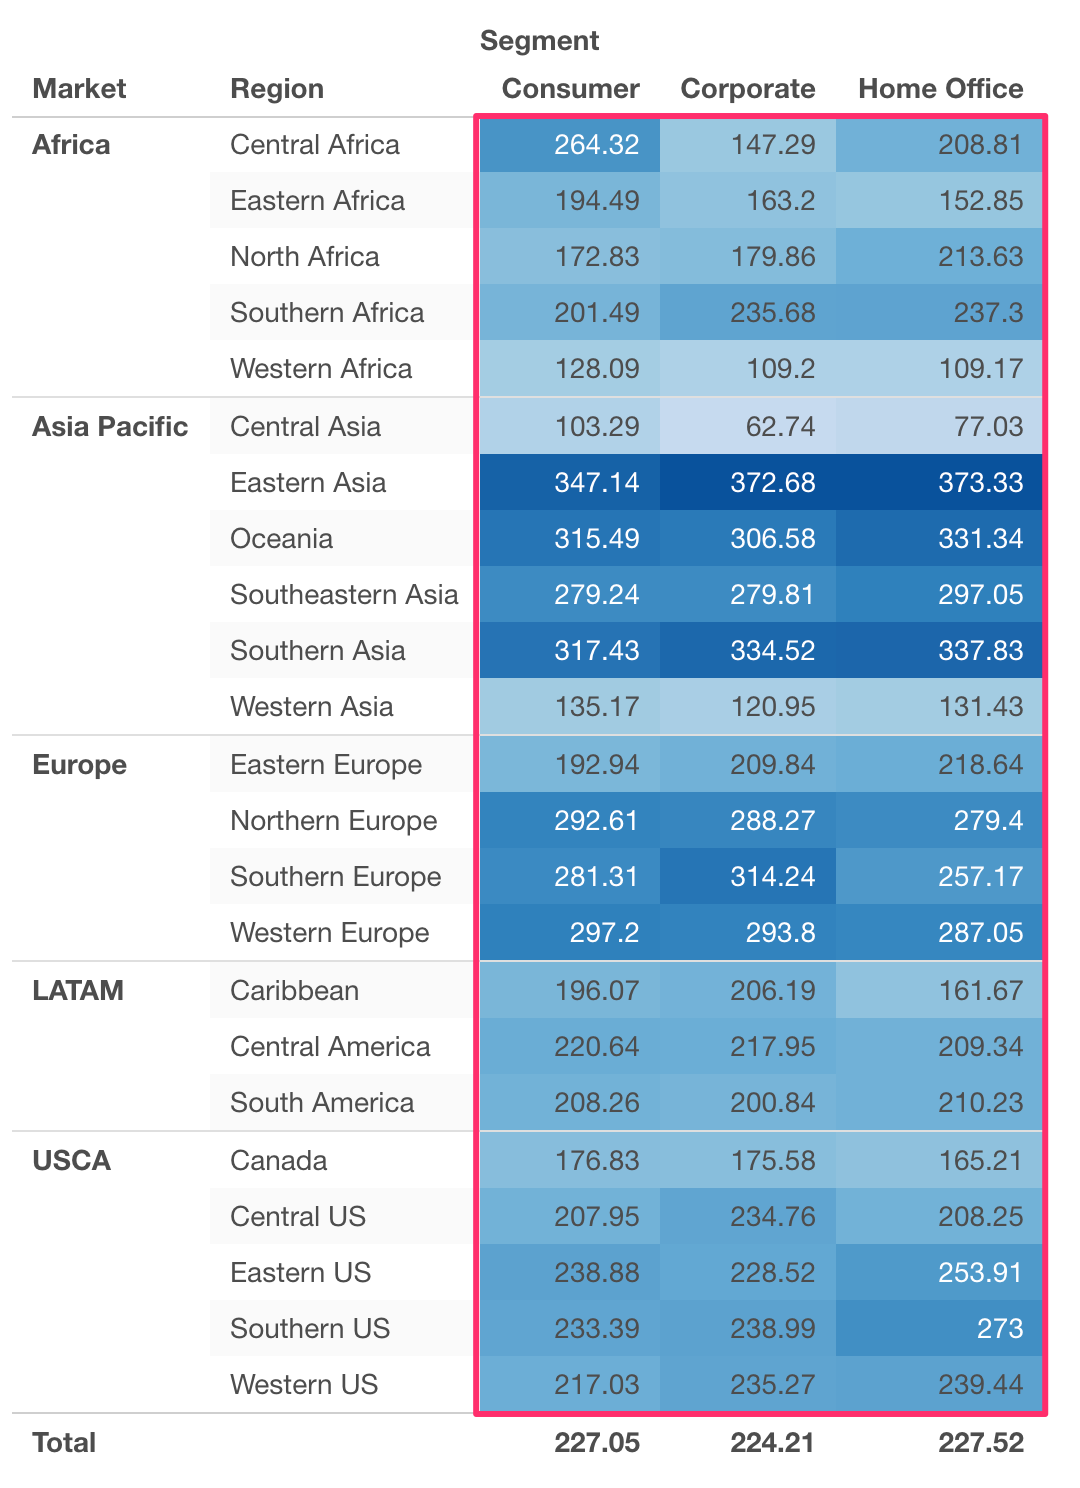 Segment
Market Region Consumer Corporate Home Office
Africa Central Africa 264.32 147.29 208.81
Eastern Africa 194.49 163.2 152.85
North Africa 172.83 179.86 213.63
Southern Africa 201.49 235.68 237.3
Western Africa 128.09 109.2 109.17
Asia Pacific Central Asia 103.29 62.74 77.03
Eastern Asia 347.14 372.68 373.33
Oceania 315.49 306.58 331.34
Southeastern Asia 279.24 279.81 297.05
Southern Asia 317.43 334.52 337.83
Western Asia 135.17 120.95 131.43
Europe Eastern Europe 192.94 209.84 218.64
Northern Europe 292.61 288.27 279.4
Southern Europe 281.31 314.24 257.17
Western Europe 297.2 293.8 287.05
LATAM Caribbean 196.07 206.19 161.67
Central America 220.64 217.95 209.34
South America 208.26 200.84 210.23
USCA Canada 176.83 175.58 165.21
Central US 207.95 234.76 208.25
Eastern US 238.88 228.52 253.91
Southern US 233.39 238.99 273
Western US 217.03 235.27 239.44
Total 227.05 224.21 227.52